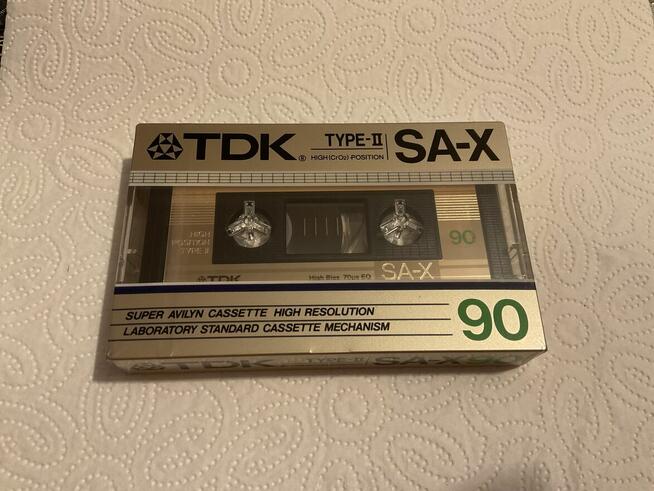 TDK® TYPE-II SA-X
HIGH(CrO2)-POSITION
HIGH
POSITION
TYPE II
90
TDK High Bias 70μs EQ SA-X
SUPER AVILYN CASSETTE HIGH RESOLUTION
LABORATORY STANDARD CASSETTE MECHANISM
90
TDK TYPE-II SA-X90